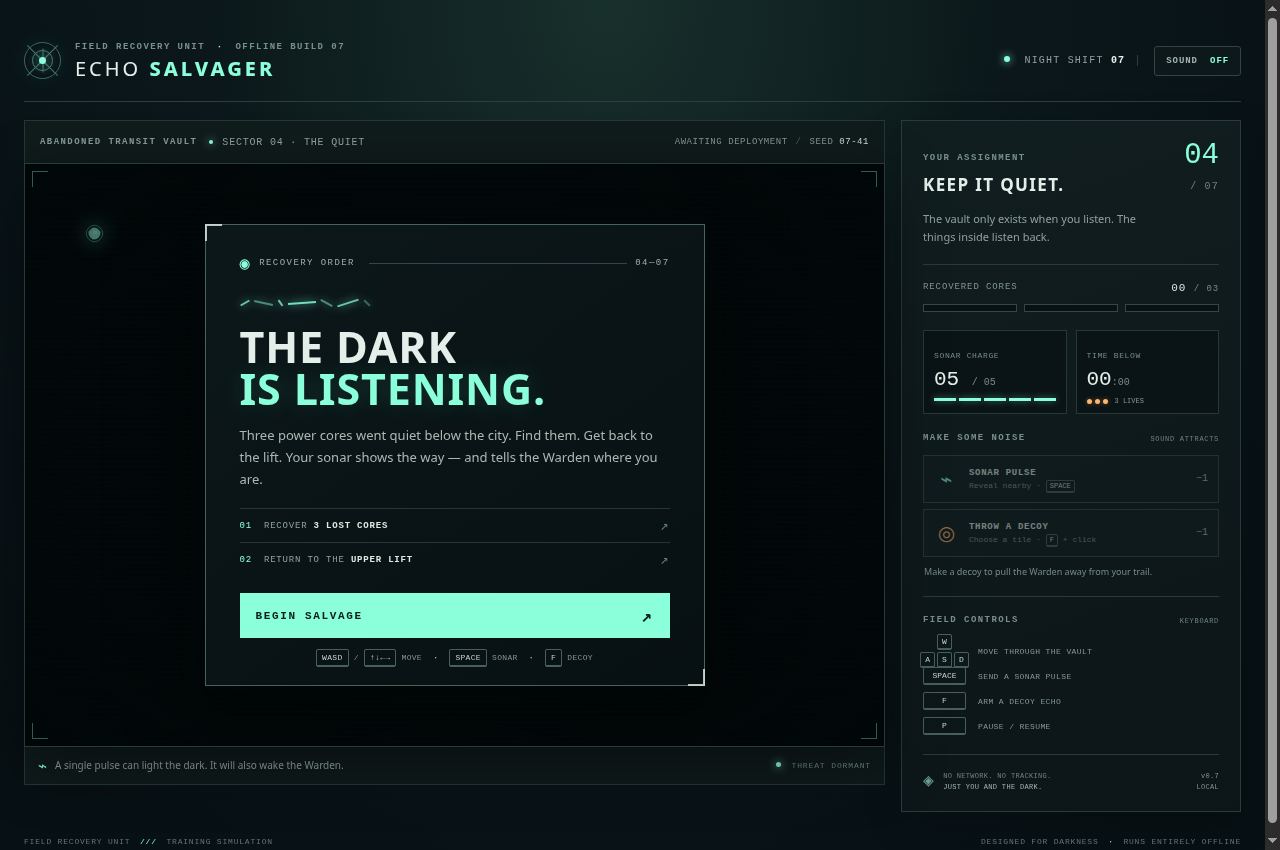 FIELD RECOVERY UNIT · OFFLINE BUILD 07
ECHO SALVAGER
NIGHT SHIFT 07
SOUND OFF
ABANDONED TRANSIT VAULT • SECTOR 04 · THE QUIET
AWAITING DEPLOYMENT / SEED 07-41
RECOVERY ORDER
04—07
THE DARK
IS LISTENING.
Three power cores went quiet below the city. Find them. Get back to
the lift. Your sonar shows the way — and tells the Warden where you
are.
01 RECOVER 3 LOST CORES ↗
02 RETURN TO THE UPPER LIFT ↗
BEGIN SALVAGE ↗
WASD / ↑↓←→ MOVE · SPACE SONAR · F DECOY
A single pulse can light the dark. It will also wake the Warden.
THREAT DORMANT
YOUR ASSIGNMENT
KEEP IT QUIET.
04
/ 07
The vault only exists when you listen. The
things inside listen back.
RECOVERED CORES
00 / 03
SONAR CHARGE
05 / 05
TIME BELOW
00:00
3 LIVES
MAKE SOME NOISE
SOUND ATTRACTS
SONAR PULSE
Reveal nearby · SPACE
−1
THROW A DECOY
Choose a tile · F + click
−1
Make a decoy to pull the Warden away from your trail.
FIELD CONTROLS
KEYBOARD
W
A S D
MOVE THROUGH THE VAULT
SPACE SEND A SONAR PULSE
F ARM A DECOY ECHO
P PAUSE / RESUME
NO NETWORK. NO TRACKING.
JUST YOU AND THE DARK.
v0.7
LOCAL
FIELD RECOVERY UNIT /// TRAINING SIMULATION
DESIGNED FOR DARKNESS · RUNS ENTIRELY OFFLINE